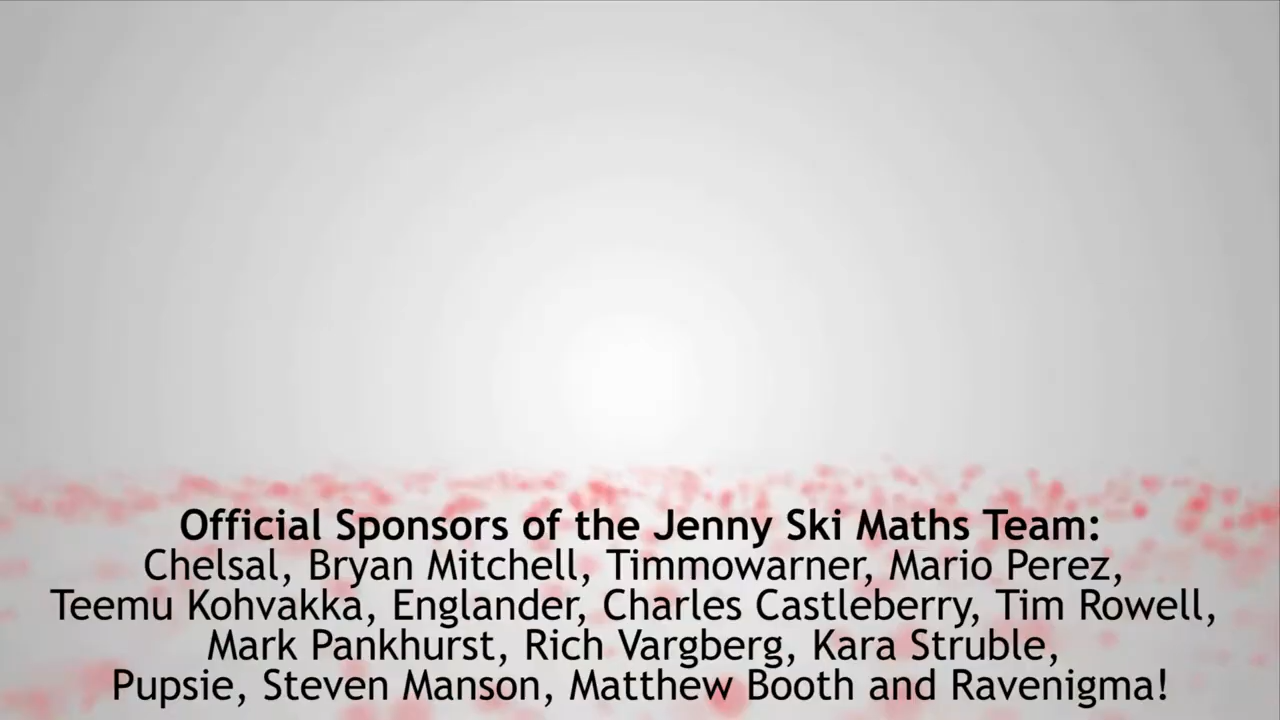 Official Sponsors of the Jenny Ski Maths Team:
Chelsal, Bryan Mitchell, Timmowarner, Mario Perez,
Teemu Kohvakka, Englander, Charles Castleberry, Tim Rowell,
Mark Pankhurst, Rich Vargberg, Kara Struble,
Pupsie, Steven Manson, Matthew Booth and Ravenigma!